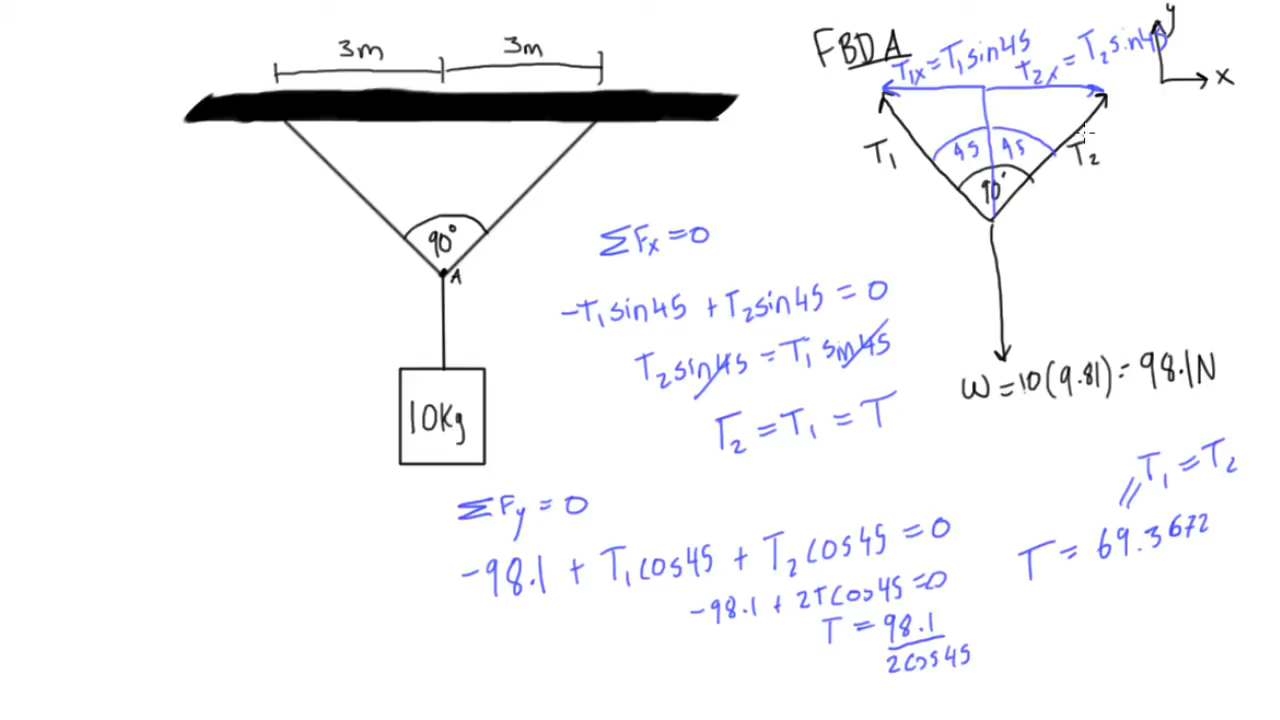 3m 3m
90°
A
10Kg
FBD A
T1x = T1 sin45
T2x = T2 sin45
y
x
T1
45 45
T2
90°
W = 10(9.81) = 98.1N
ΣFx = 0
-T1 sin45 + T2 sin45 = 0
T2 sin45 = T1 sin45
T2 = T1 = T
ΣFy = 0
-98.1 + T1 cos45 + T2 cos45 = 0
-98.1 + 2T cos45 = 0
T = 98.1
2cos45
T1 = T2
//
T = 69.3672